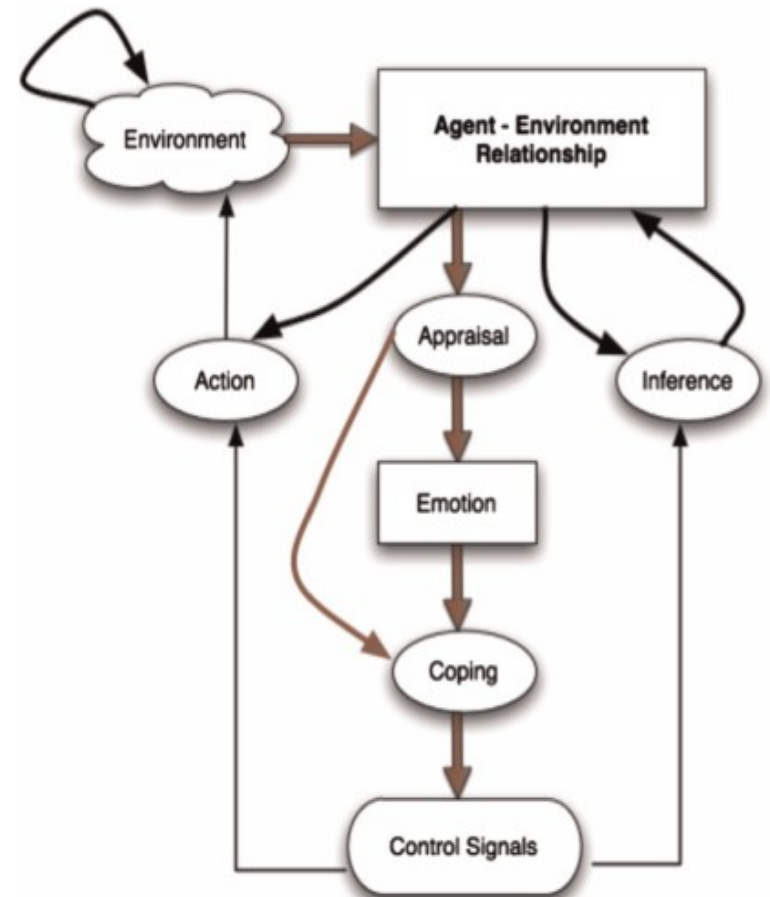 Environment
Agent - Environment
Relationship
Appraisal
Action
Inference
Emotion
Coping
Control Signals